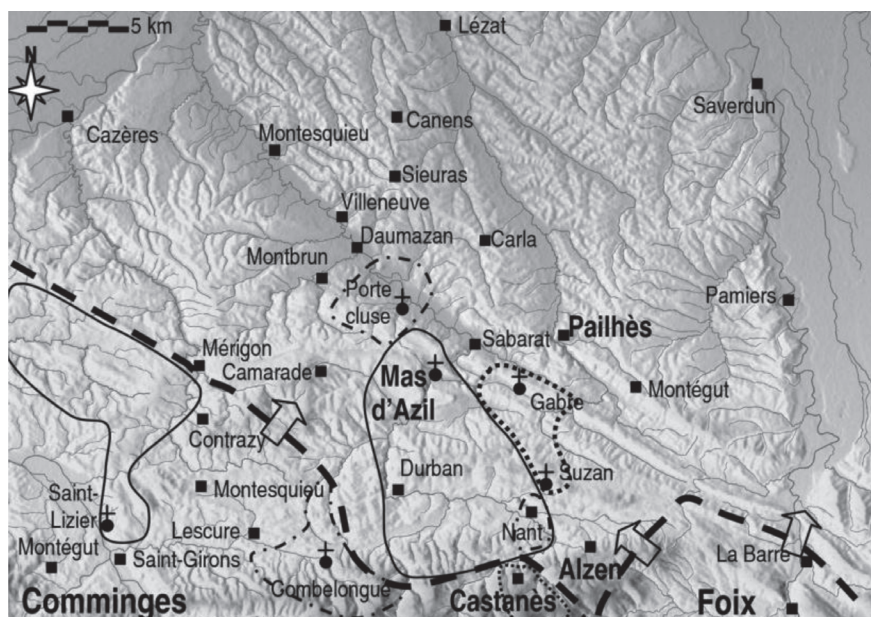 5 km
Lézat
N
Saverdun
Cazères
Canens
Montesquieu
Sieuras
Villeneuve
Daumazan
Carla
Montbrun
Porte
cluse
Pamiers
Pailhès
Sabarat
Mérigon
Camarade
Mas
d'Azil
Gabre
Montégut
Contrazy
Durban
Suzan
Saint-
Lizier
Montesquieu
Nant
Lescure
Montégut
Saint-Girons
La Barre
Alzen
Combelongue
Castanès
Comminges
Foix